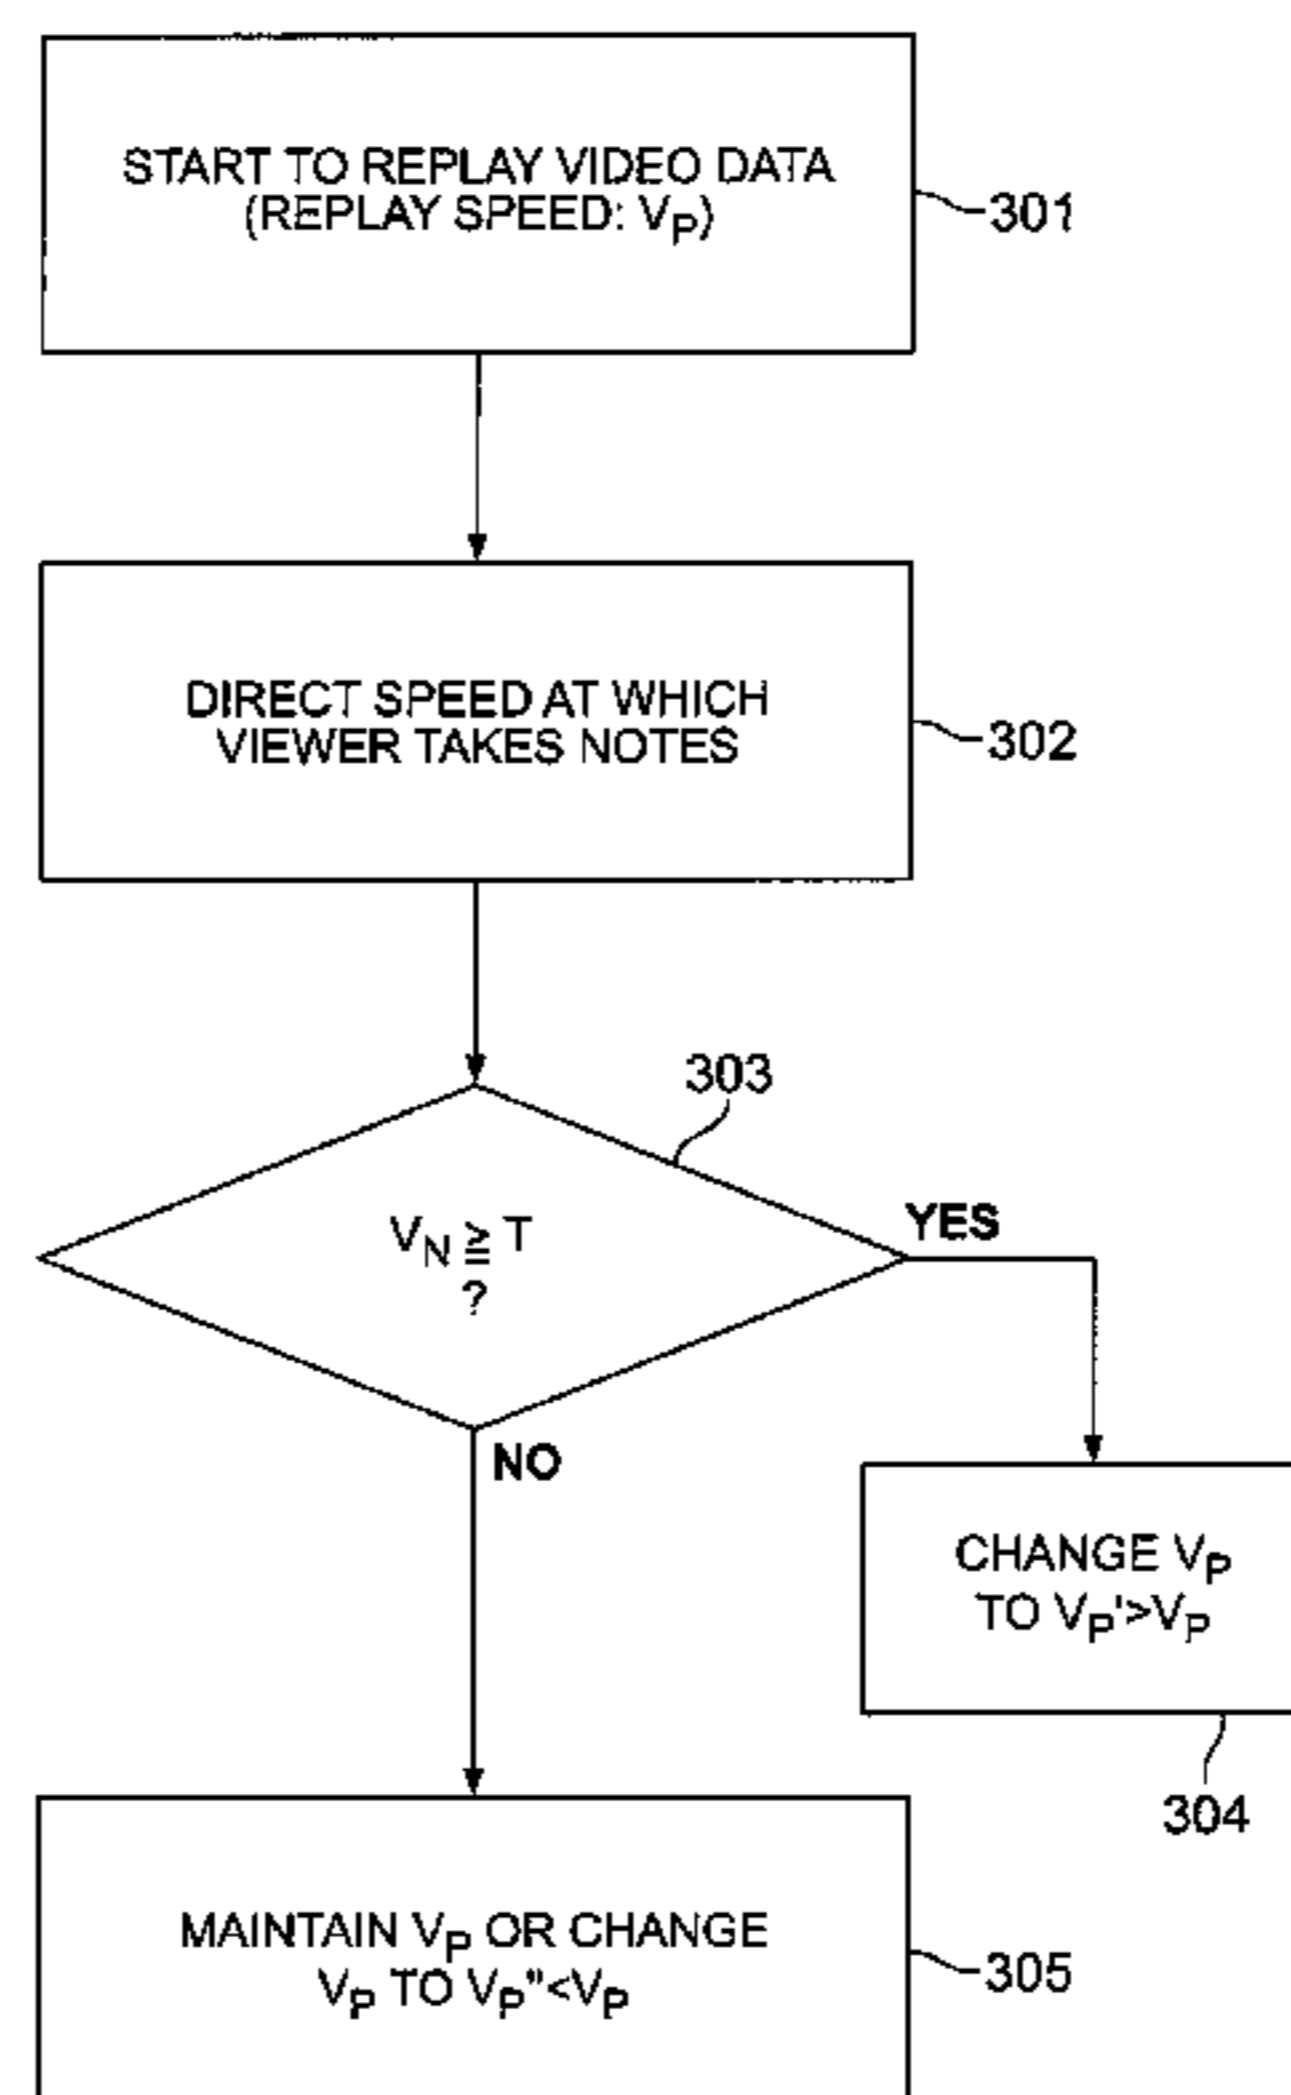 START TO REPLAY VIDEO DATA
(REPLAY SPEED: VP)
301
DIRECT SPEED AT WHICH
VIEWER TAKES NOTES
302
303
VN ≧ T
?
YES
NO
CHANGE VP
TO VP'>VP
304
MAINTAIN VP OR CHANGE
VP TO VP"<VP
305